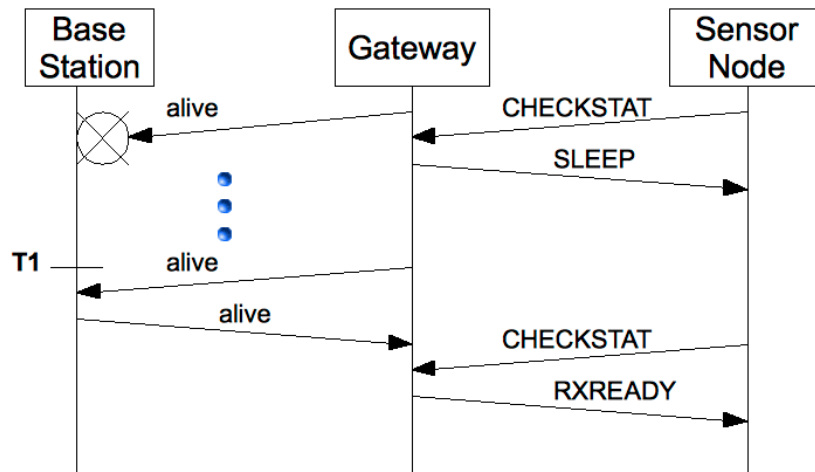 Base
Station
Gateway
Sensor
Node
alive
CHECKSTAT
SLEEP
T1
alive
alive
CHECKSTAT
RXREADY